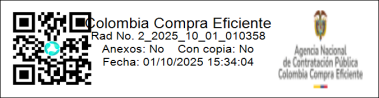 Colombia Compra Eficiente
Rad No. 2_2025_10_01_010358
Anexos: No Con copia: No
Fecha: 01/10/2025 15:34:04
Agencia Nacional
de Contratación Pública
Colombia Compra Eficiente